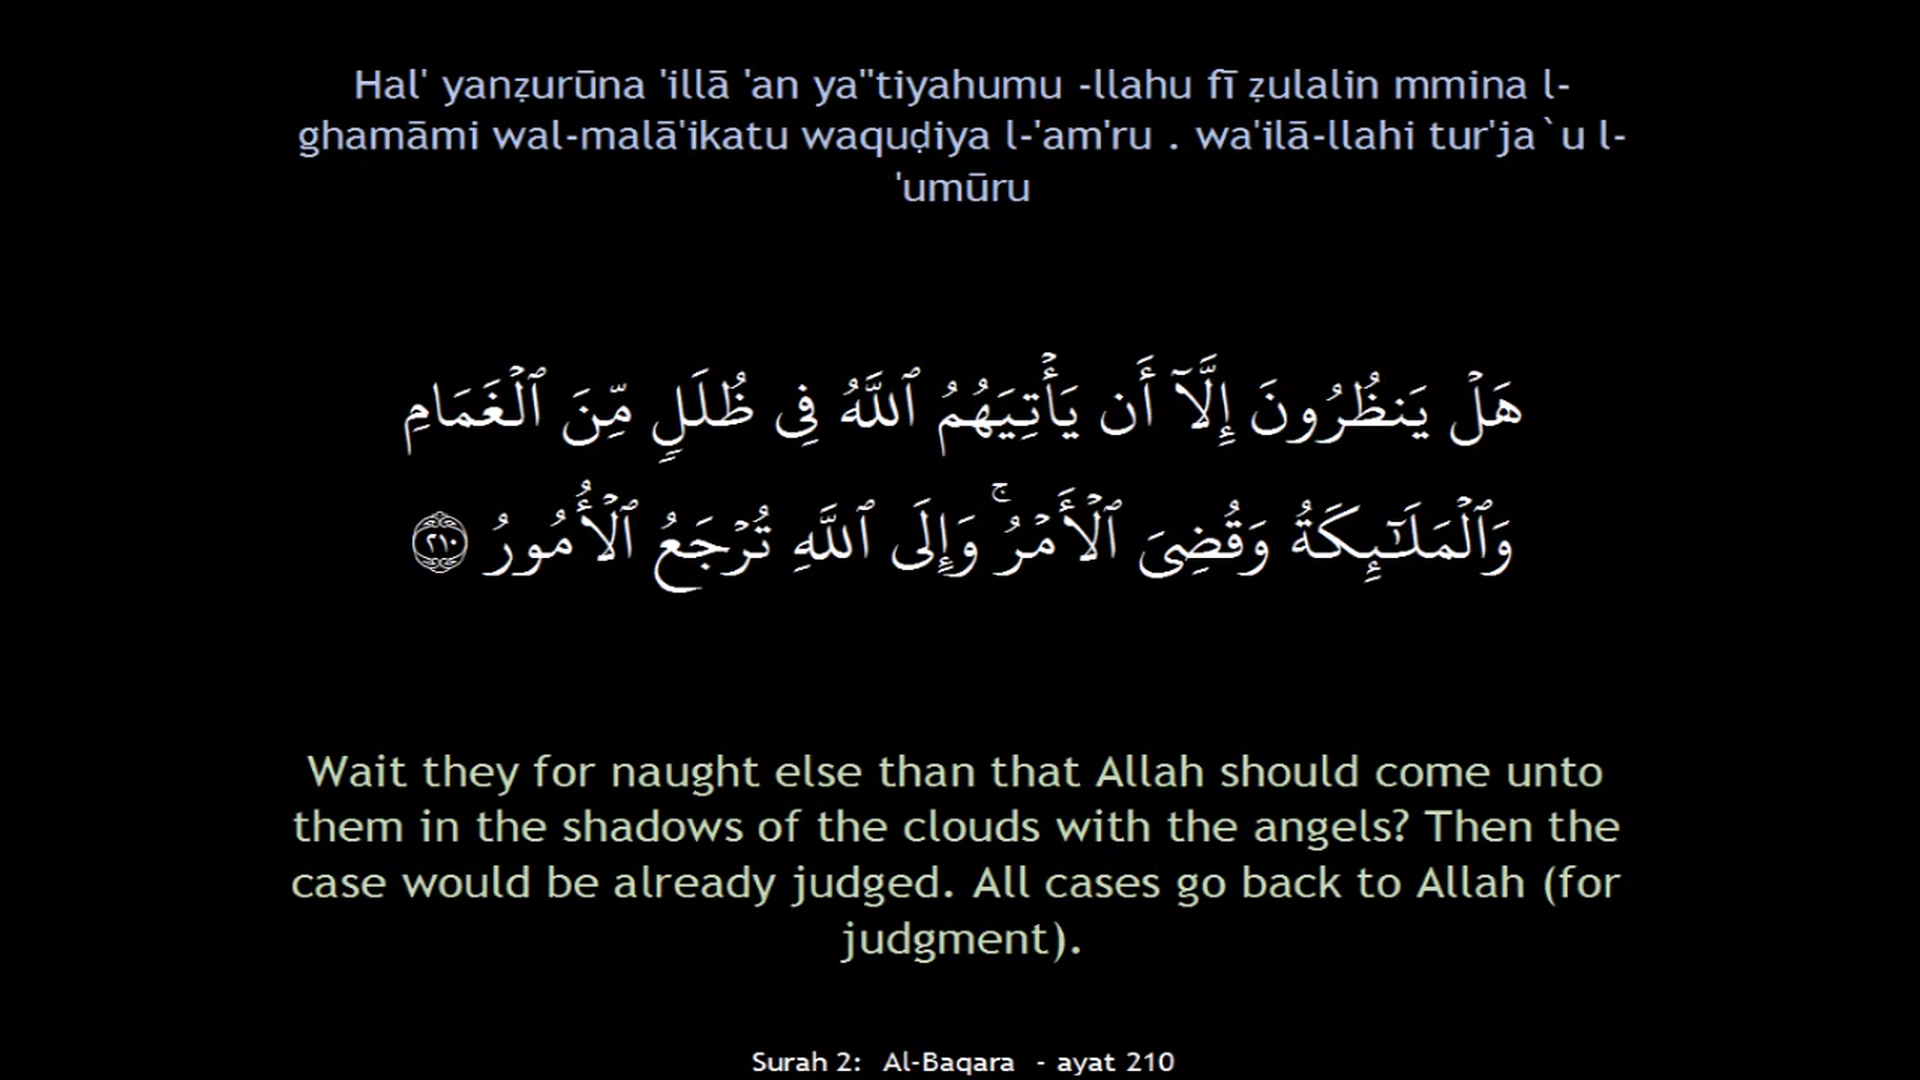 Hal' yanẓurūna 'illā 'an ya''tiyahumu -llahu fī ẓulalin mmina l-
ghamāmi wal-malā'ikatu waquḍiya l-'am'ru . wa'ilā-llahi tur'ja`u l-
'umūru
هَلۡ يَنظُرُونَ إِلَّآ أَن يَأۡتِيَهُمُ ٱللَّهُ فِى ظُلَلٍ مِّنَ ٱلۡغَمَامِ
وَٱلۡمَلَـٰٓئِكَةُ وَقُضِىَ ٱلۡأَمۡرُ‌ۚ وَإِلَى ٱللَّهِ تُرۡجَعُ ٱلۡأُمُورُ ٢١٠
Wait they for naught else than that Allah should come unto
them in the shadows of the clouds with the angels? Then the
case would be already judged. All cases go back to Allah (for
judgment).
Surah 2: Al-Baqara - ayat 210